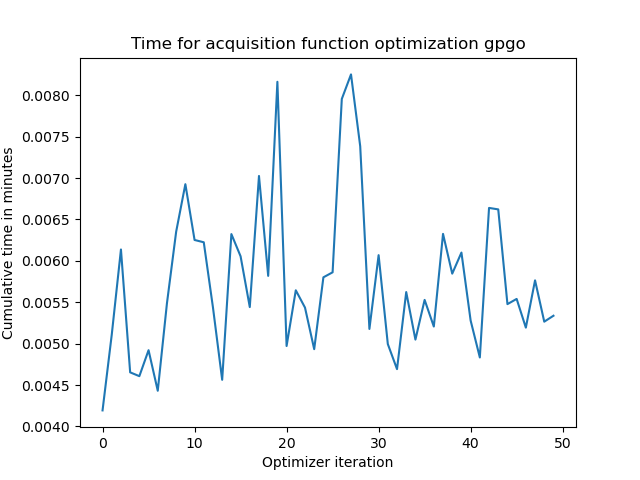 Time for acquisition function optimization gpgo
Cumulative time in minutes
0.0080
0.0075
0.0070
0.0065
0.0060
0.0055
0.0050
0.0045
0.0040
0 10 20 30 40 50
Optimizer iteration